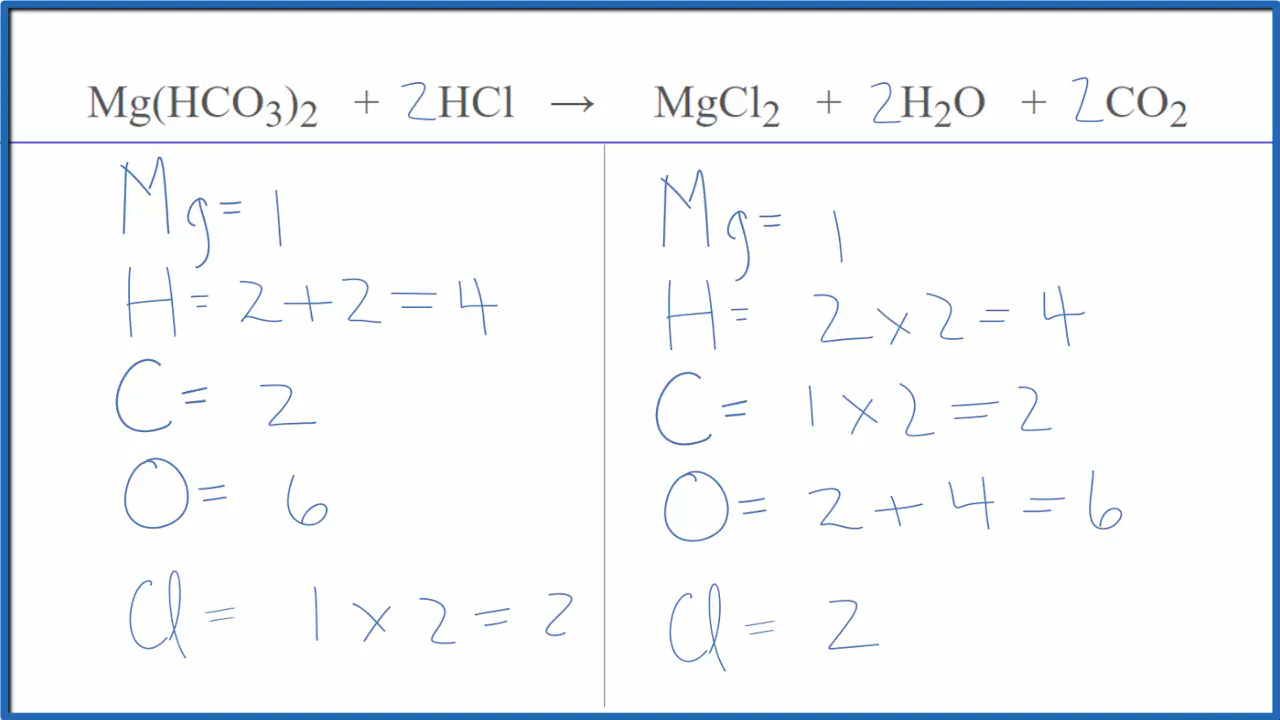 Mg(HCO3)2 + 2HCl → MgCl2 + 2H2O + 2CO2
Mg = 1
H = 2 + 2 = 4
C = 2
O = 6
Cl = 1 x 2 = 2
Mg = 1
H = 2 x 2 = 4
C = 1 x 2 = 2
O = 2 + 4 = 6
Cl = 2